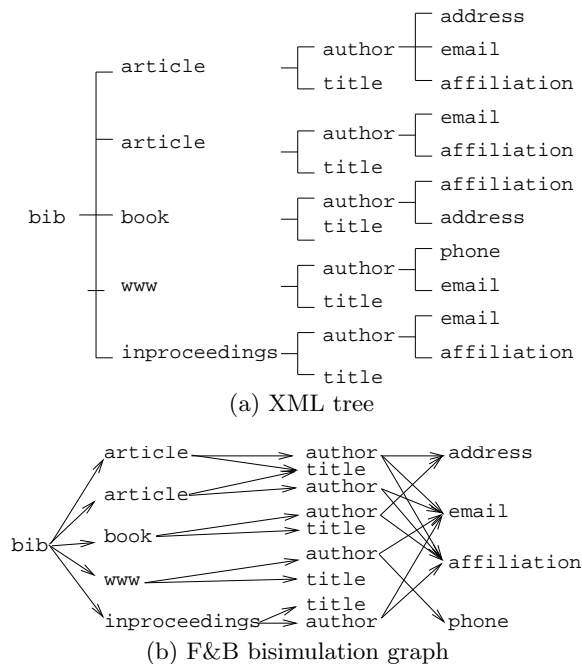 address
article author email
title affiliation
email
article author
title affiliation
affiliation
author
bib book title address
phone
www author
title email
email
inproceedings author
affiliation
title
(a) XML tree
article author address
title
article author
author email
book title
bib author
affiliation
www title
title
inproceedings author phone
(b) F&B bisimulation graph